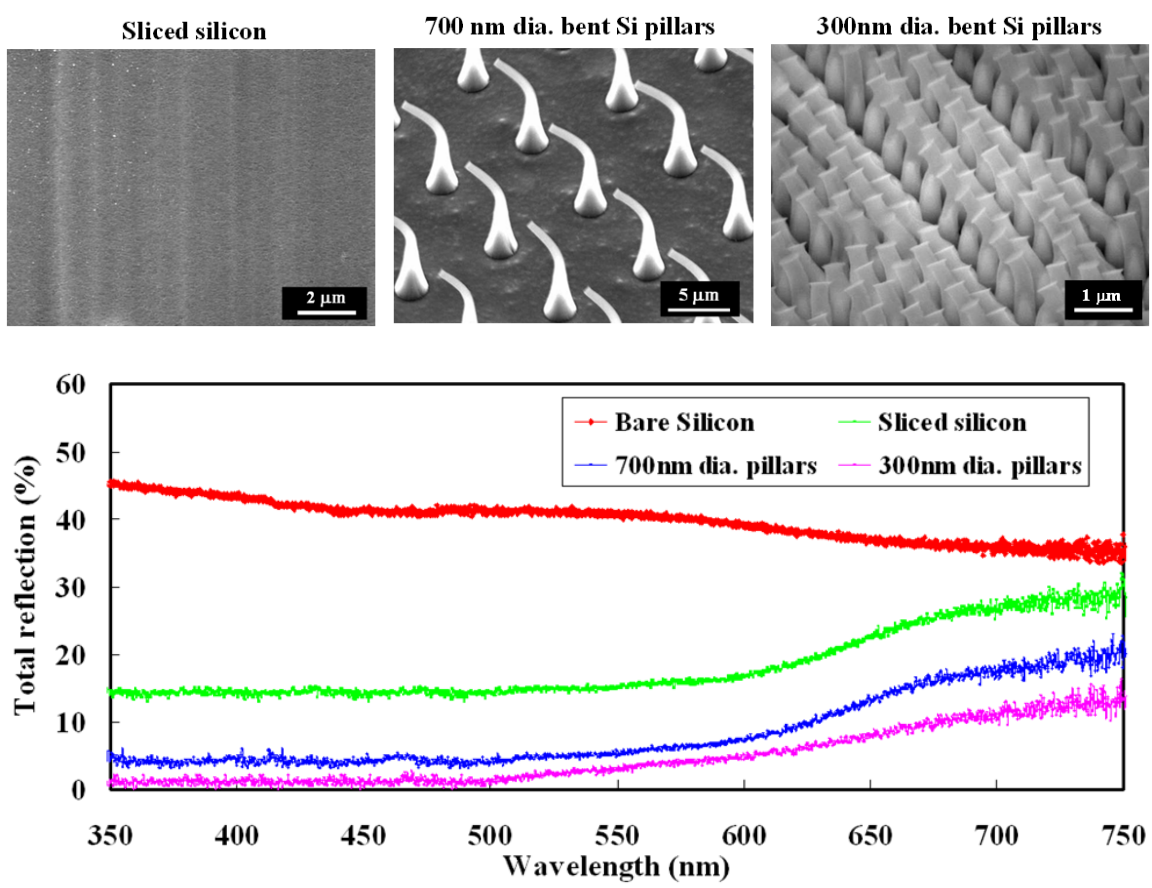 Sliced silicon
700 nm dia. bent Si pillars
300nm dia. bent Si pillars
2 μm
5 μm
1 μm
60
50
40
30
20
10
0
Total reflection (%)
Bare Silicon
Sliced silicon
700nm dia. pillars
300nm dia. pillars
350 400 450 500 550 600 650 700 750
Wavelength (nm)